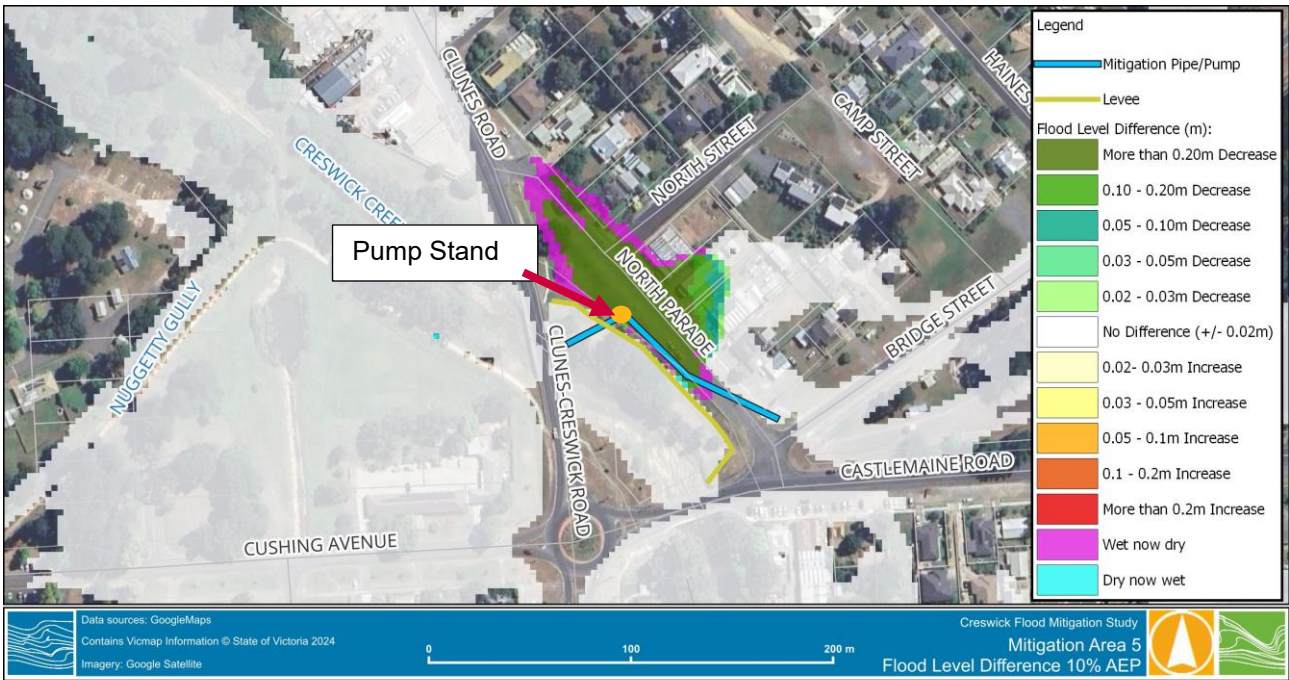 CLUNES ROAD
CRESWICK CREE
NUGGETTY GULLY
Pump Stand
NORTH STREET
CAMP STREET
HAINES
NORTH PARADE
BRIDGE STREET
CLUNES-CRESWICK ROAD
CASTLEMAINE ROAD
CUSHING AVENUE
Legend
Mitigation Pipe/Pump
Levee
Flood Level Difference (m):
More than 0.20m Decrease
0.10 - 0.20m Decrease
0.05 - 0.10m Decrease
0.03 - 0.05m Decrease
0.02 - 0.03m Decrease
No Difference (+/- 0.02m)
0.02- 0.03m Increase
0.03 - 0.05m Increase
0.05 - 0.1m Increase
0.1 - 0.2m Increase
More than 0.2m Increase
Wet now dry
Dry now wet
Data sources: GoogleMaps
Contains Vicmap Information © State of Victoria 2024
Imagery: Google Satellite
0 100 200 m
Creswick Flood Mitigation Study
Mitigation Area 5
Flood Level Difference 10% AEP